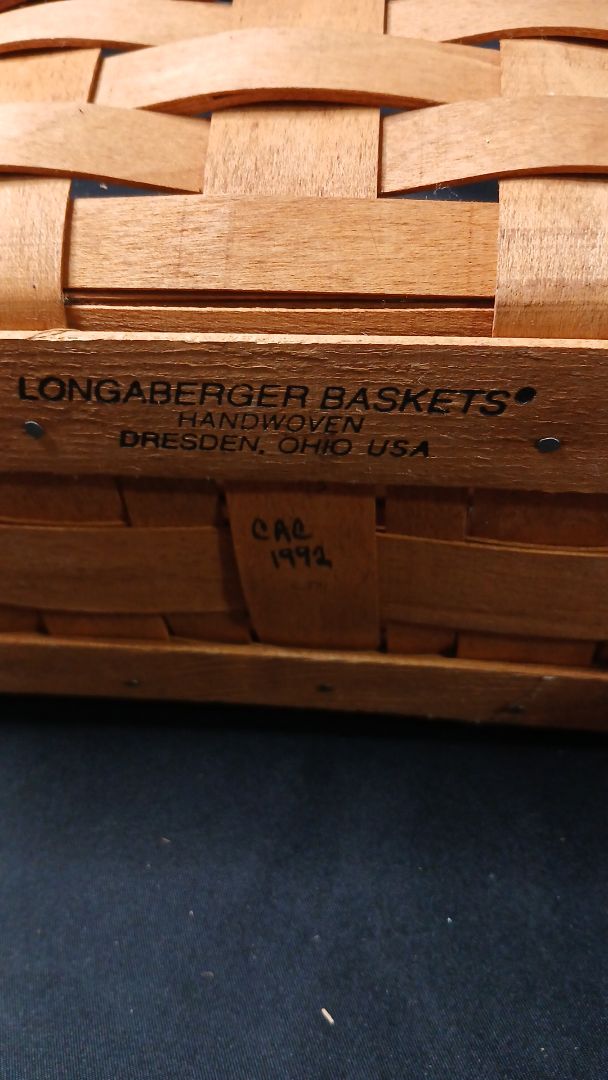 LONGABERGER BASKETS®
HANDWOVEN
DRESDEN, OHIO USA
CAC
1992